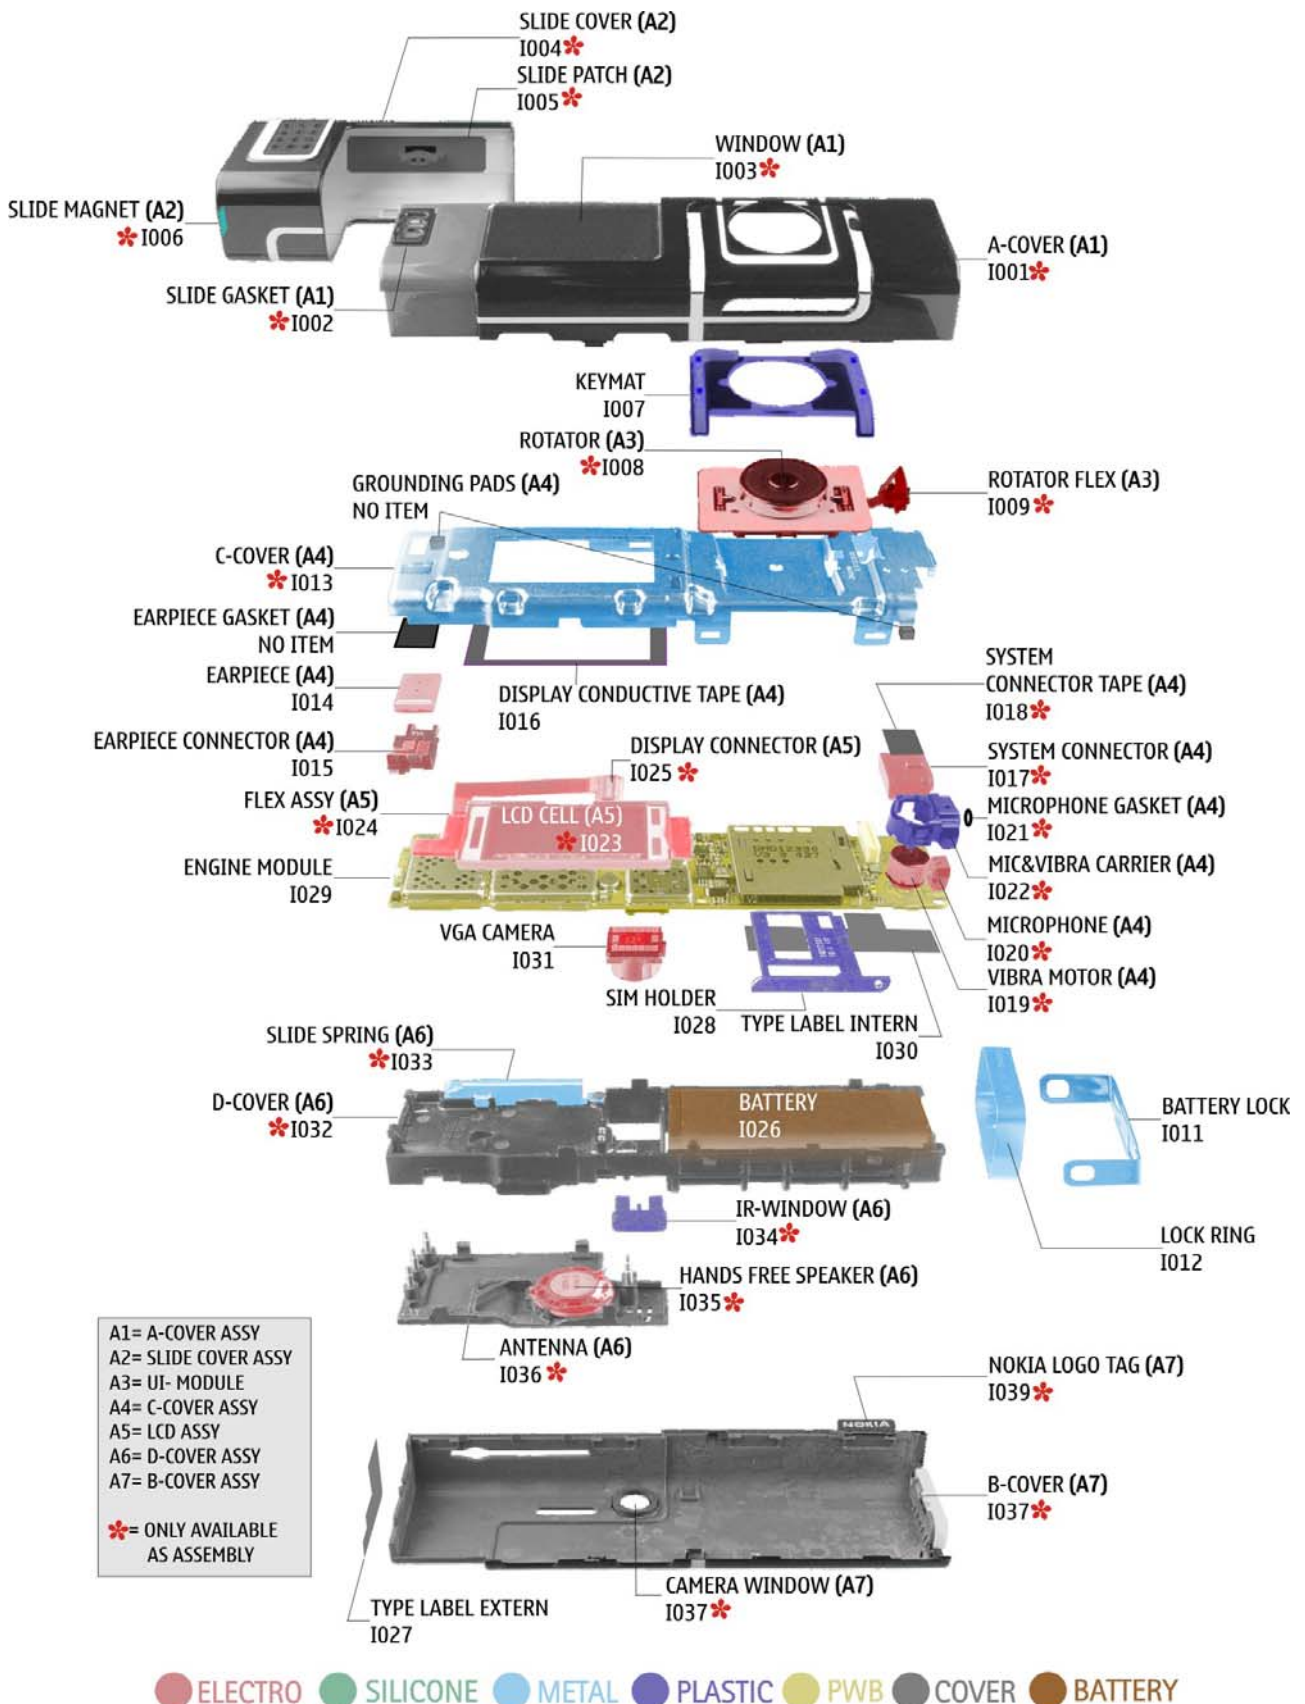 SLIDE COVER (A2)
I004*
SLIDE PATCH (A2)
I005*
WINDOW (A1)
I003*
SLIDE MAGNET (A2)
*I006
A-COVER (A1)
I001*
SLIDE GASKET (A1)
*I002
KEYMAT
I007
ROTATOR (A3)
*I008
GROUNDING PADS (A4)
NO ITEM
ROTATOR FLEX (A3)
I009*
C-COVER (A4)
*I013
EARPIECE GASKET (A4)
NO ITEM
EARPIECE (A4)
I014
DISPLAY CONDUCTIVE TAPE (A4)
I016
SYSTEM
CONNECTOR TAPE (A4)
I018*
EARPIECE CONNECTOR (A4)
I015
DISPLAY CONNECTOR (A5)
I025*
SYSTEM CONNECTOR (A4)
I017*
FLEX ASSY (A5)
*I024
LCD CELL (A5)
*I023
MICROPHONE GASKET (A4)
I021*
ENGINE MODULE
I029
MIC&VIBRA CARRIER (A4)
I022*
VGA CAMERA
I031
MICROPHONE (A4)
I020*
SIM HOLDER
I028
TYPE LABEL INTERN
I030
VIBRA MOTOR (A4)
I019*
SLIDE SPRING (A6)
*I033
D-COVER (A6)
*I032
BATTERY
I026
BATTERY LOCK
I011
IR-WINDOW (A6)
I034*
LOCK RING
I012
HANDS FREE SPEAKER (A6)
I035*
ANTENNA (A6)
I036*
A1= A-COVER ASSY
A2= SLIDE COVER ASSY
A3= UI- MODULE
A4= C-COVER ASSY
A5= LCD ASSY
A6= D-COVER ASSY
A7= B-COVER ASSY
*= ONLY AVAILABLE
AS ASSEMBLY
NOKIA LOGO TAG (A7)
I039*
NOKIA
B-COVER (A7)
I037*
CAMERA WINDOW (A7)
I037*
TYPE LABEL EXTERN
I027
ELECTRO SILICONE METAL PLASTIC PWB COVER BATTERY